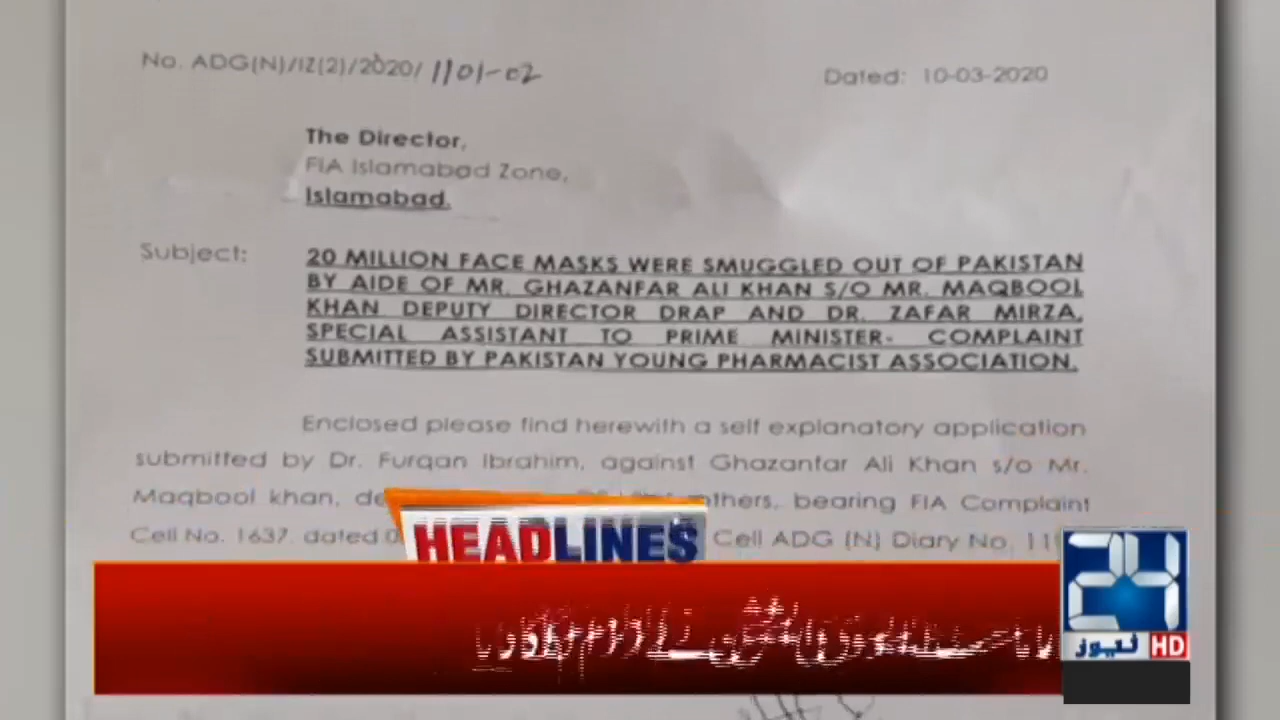 No. ADG(N)/IZ(2)/2020/1101-02
Dated: 10-03-2020
The Director,
FIA Islamabad Zone,
Islamabad.
Subject:
20 MILLION FACE MASKS WERE SMUGGLED OUT OF PAKISTAN
BY AIDE OF MR. GHAZANFAR ALI KHAN S/O MR. MAQBOOL
KHAN DEPUTY DIRECTOR DRAP AND DR. ZAFAR MIRZA,
SPECIAL ASSISTANT TO PRIME MINISTER- COMPLAINT
SUBMITTED BY PAKISTAN YOUNG PHARMACIST ASSOCIATION.
Enclosed please find herewith a self explanatory application
submitted by Dr. Furqan Ibrahim, against Ghazanfar Ali Khan s/o Mr.
Maqbool khan, bearing FIA Complaint
Cell No. 1637, dated Cell ADG (N) Diary No.
HEADLINES
24
نیوز HD